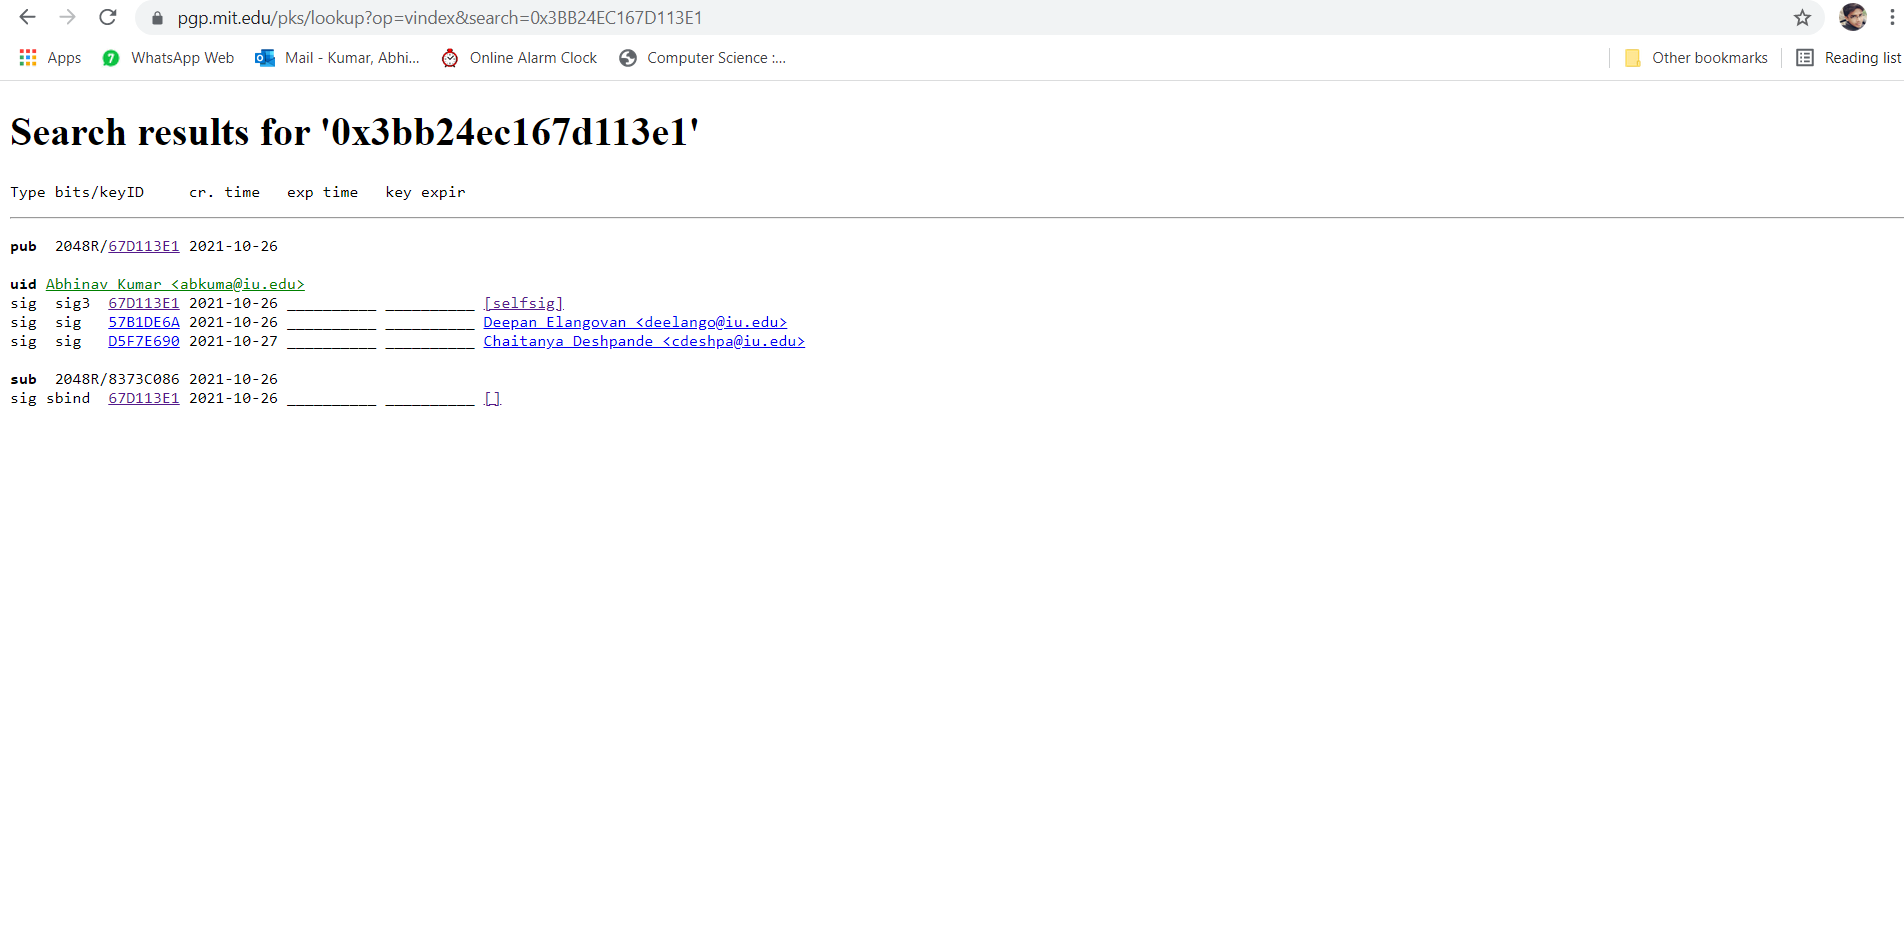 pgp.mit.edu/pks/lookup?op=vindex&search=0x3BB24EC167D113E1
Apps 7 WhatsApp Web Mail - Kumar, Abhi... Online Alarm Clock Computer Science :... Other bookmarks Reading list
Search results for '0x3bb24ec167d113e1'
Type bits/keyID     cr. time   exp time   key expir
pub  2048R/67D113E1 2021-10-26
uid Abhinav Kumar <abkuma@iu.edu>
sig  sig3  67D113E1 2021-10-26 __________ __________ [selfsig]
sig  sig   57B1DE6A 2021-10-26 __________ __________ Deepan Elangovan <deelango@iu.edu>
sig  sig   D5F7E690 2021-10-27 __________ __________ Chaitanya Deshpande <cdeshpa@iu.edu>
sub  2048R/8373C086 2021-10-26
sig sbind  67D113E1 2021-10-26 __________ __________ []